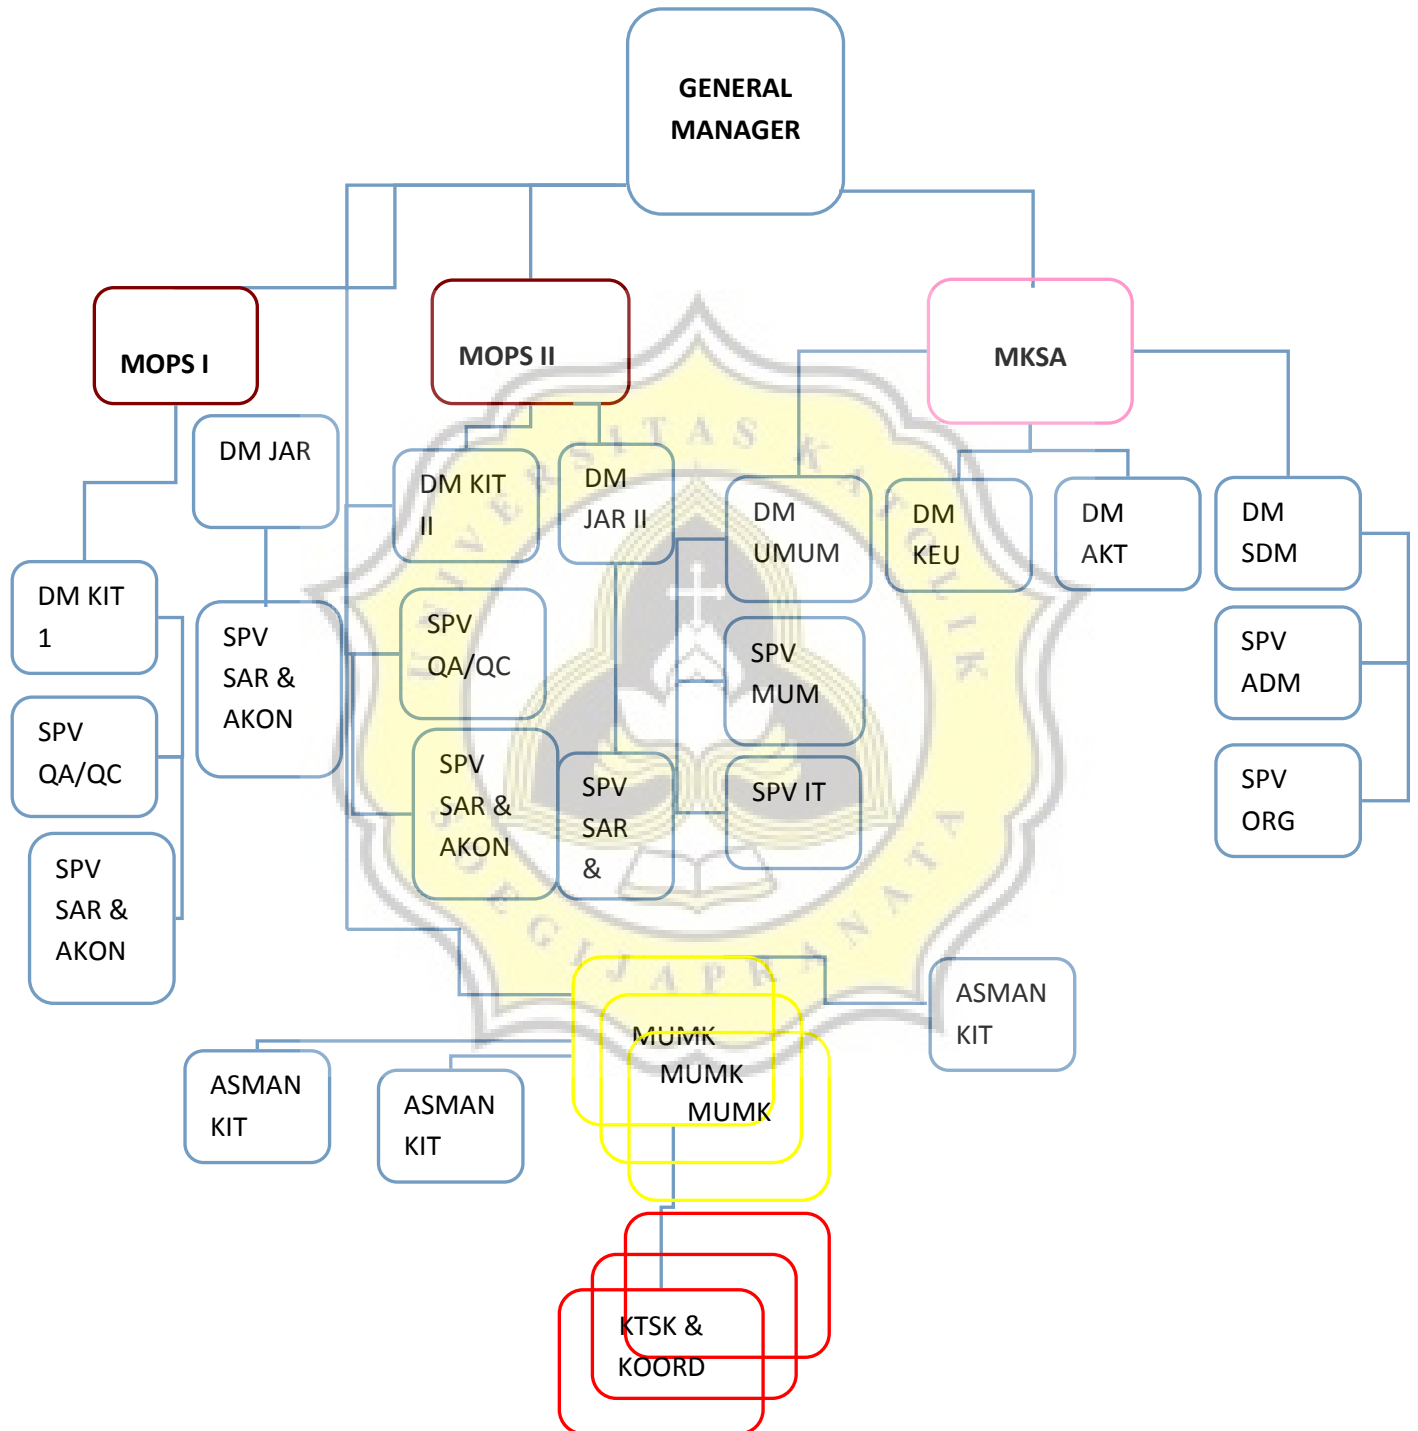 GENERAL
MANAGER
MOPS I
MOPS II
MKSA
DM JAR
DM KIT
II
DM
JAR II
DM
UMUM
DM
KEU
DM
AKT
DM
SDM
DM KIT
1
SPV
SAR &
AKON
SPV
QA/QC
SPV
MUM
SPV
ADM
SPV
QA/QC
SPV
SAR &
AKON
SPV
SAR
&
SPV IT
SPV
ORG
SPV
SAR &
AKON
ASMAN
KIT
MUMK
MUMK
MUMK
ASMAN
KIT
ASMAN
KIT
KTSK &
KOORD
UNIVERSITAS KATOLIK
SOEGIJAPRANATA